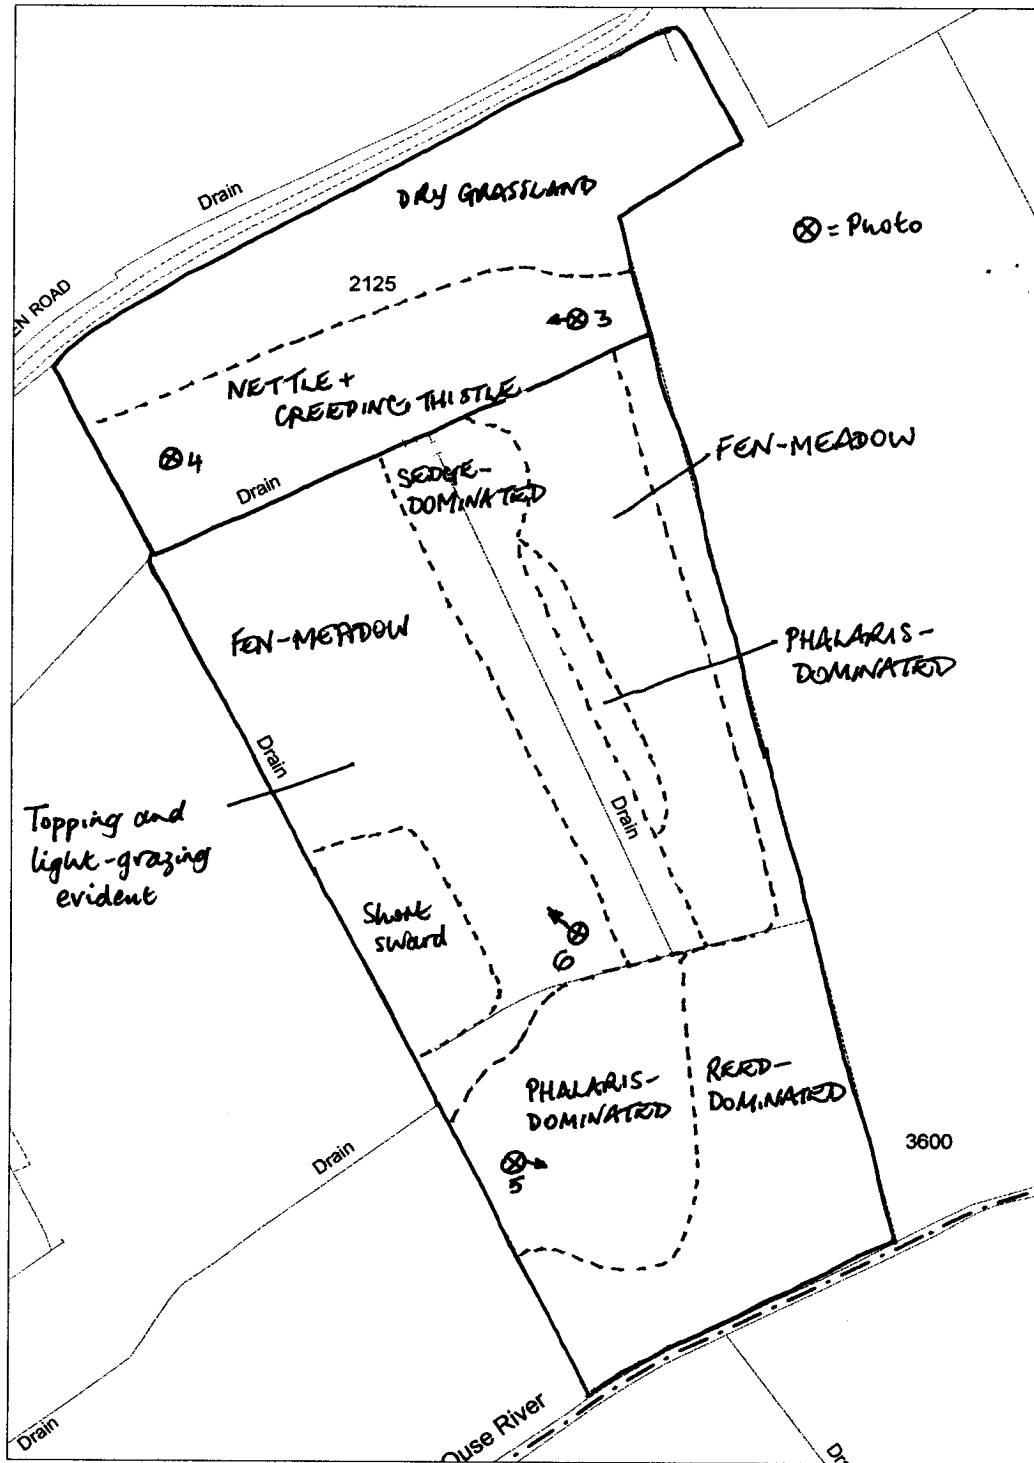 Drain
DRY GRASSLAND
⊗ = Photo
EN ROAD
2125
3
NETTLE +
CREEPING THISTLE
4
Drain
SEDGE-
DOMINATED
FEN-MEADOW
FEN-MEADOW
PHALARIS-
DOMINATED
Drain
Drain
Topping and
light-grazing
evident
Short
sward
6
PHALARIS-
DOMINATED
REED-
DOMINATED
3600
Drain
5
Drain
Ouse River
Dra